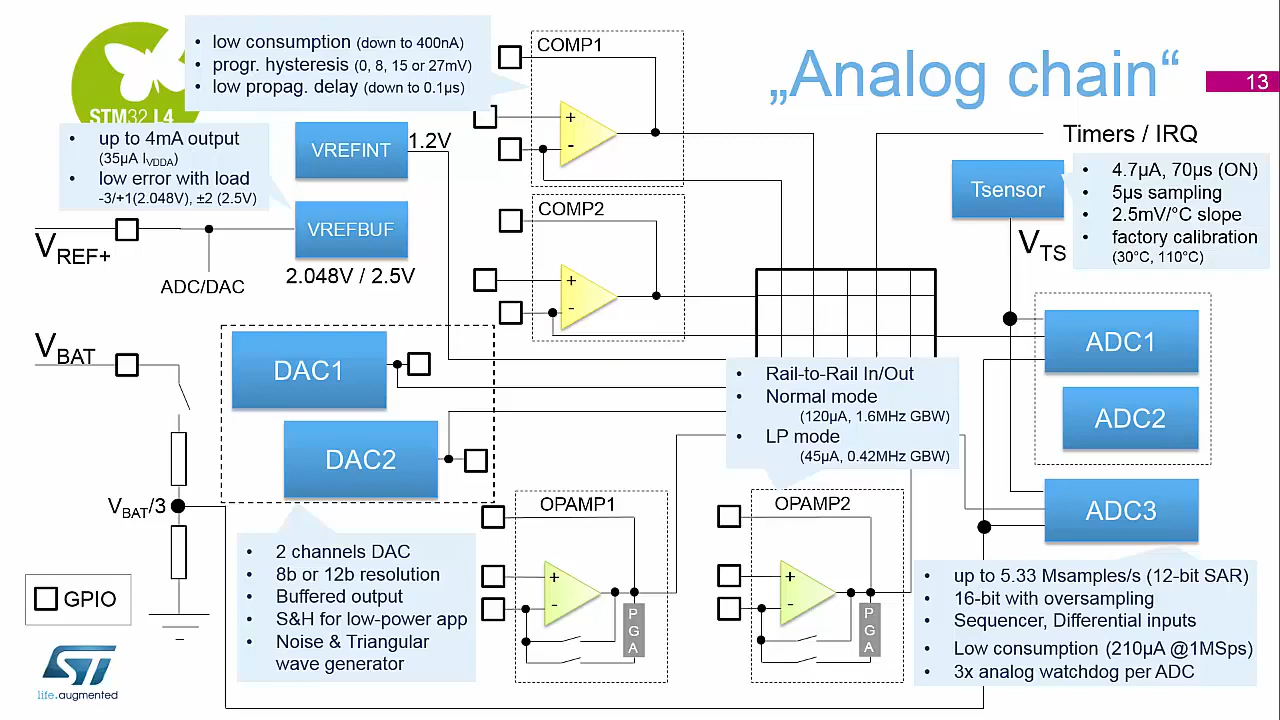 „Analog chain“
13
STM32 L4
• low consumption (down to 400nA)
• progr. hysteresis (0, 8, 15 or 27mV)
• low propag. delay (down to 0.1µs)
COMP1
+
-
Timers / IRQ
• up to 4mA output
(35µA IVDDA)
• low error with load
-3/+1(2.048V), ±2 (2.5V)
VREFINT
1.2V
VREFBUF
2.048V / 2.5V
VREF+
ADC/DAC
COMP2
+
-
Tsensor
VTS
• 4.7µA, 70µs (ON)
• 5µs sampling
• 2.5mV/°C slope
• factory calibration
(30°C, 110°C)
VBAT
DAC1
DAC2
• Rail-to-Rail In/Out
• Normal mode
(120µA, 1.6MHz GBW)
• LP mode
(45µA, 0.42MHz GBW)
ADC1
ADC2
ADC3
VBAT/3
OPAMP1
+
-
PGA
OPAMP2
+
-
PGA
• 2 channels DAC
• 8b or 12b resolution
• Buffered output
• S&H for low-power app
• Noise & Triangular
wave generator
• up to 5.33 Msamples/s (12-bit SAR)
• 16-bit with oversampling
• Sequencer, Differential inputs
• Low consumption (210µA @1MSps)
• 3x analog watchdog per ADC
GPIO
ST
life.augmented